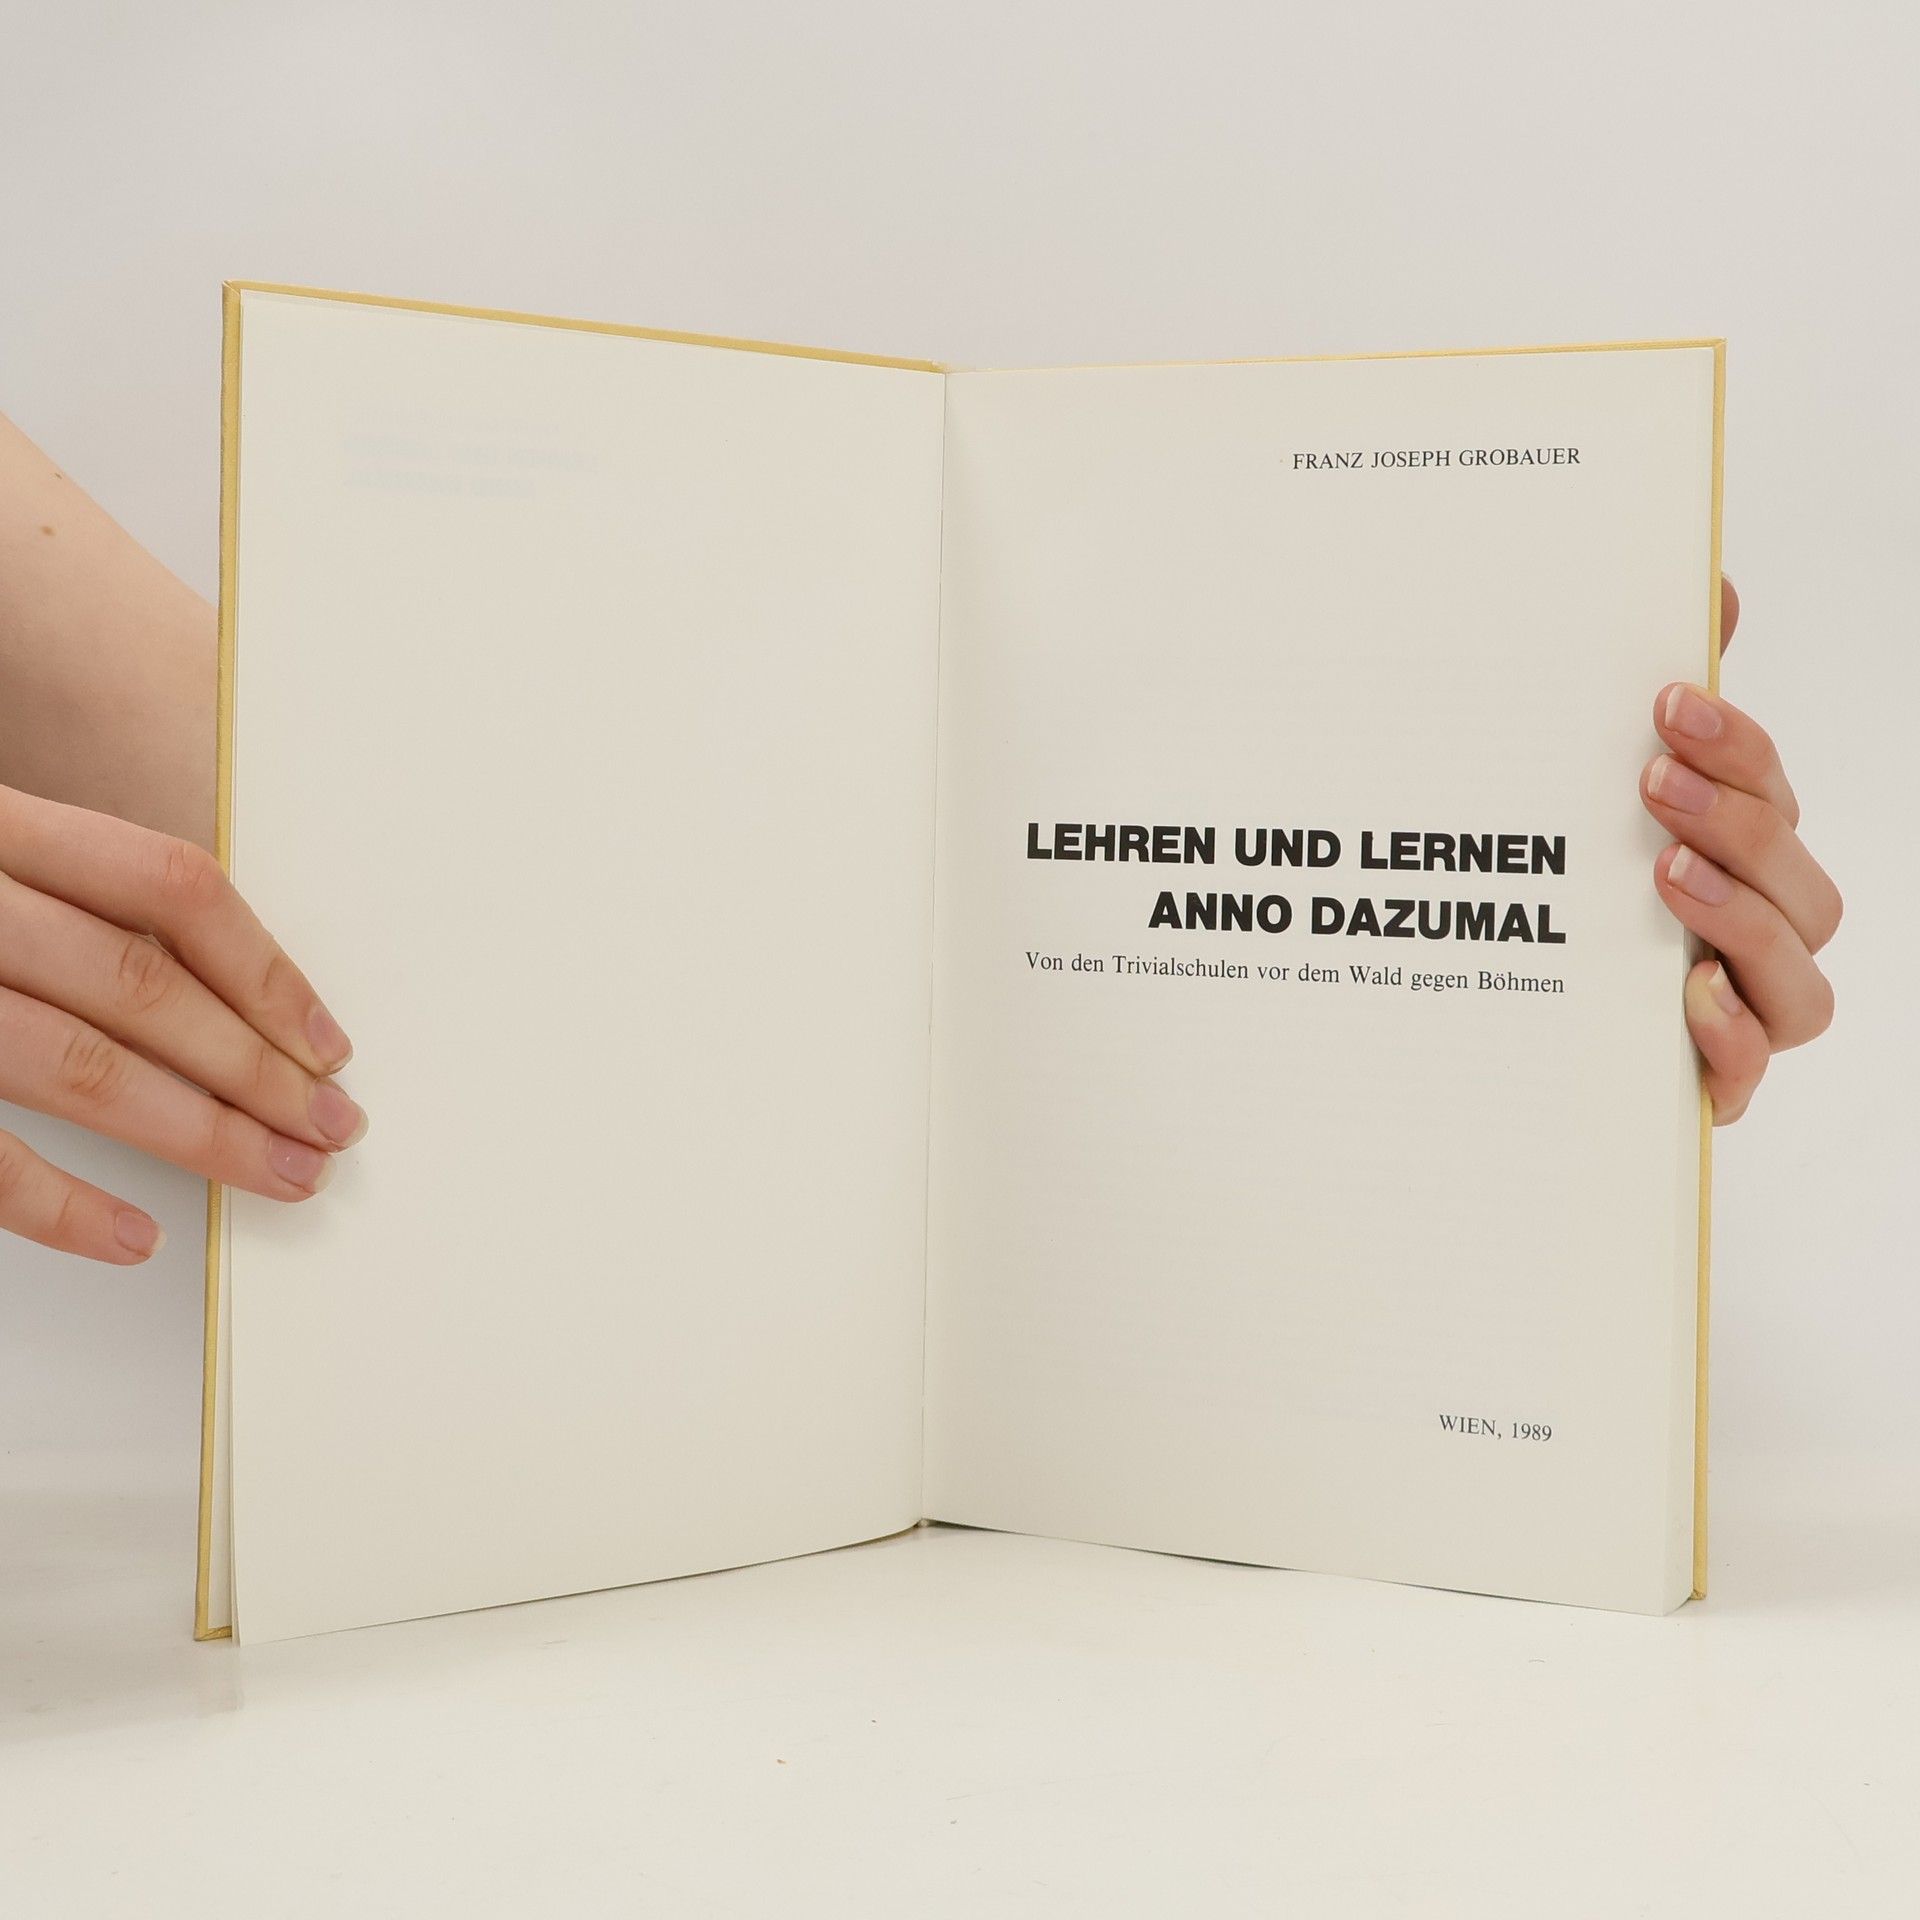 FRANZ JOSEPH GROBAUER
LEHREN UND LERNEN
ANNO DAZUMAL
Von den Trivialschulen vor dem Wald gegen Böhmen
WIEN, 1989